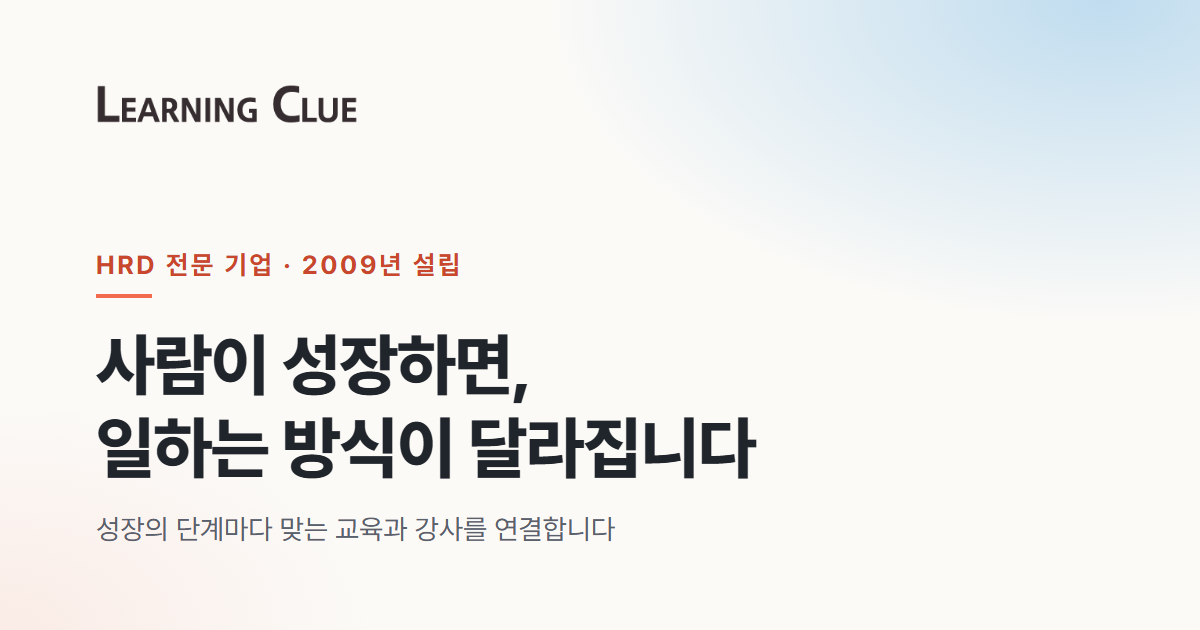 LEARNING CLUE
HRD 전문 기업 · 2009년 설립
사람이 성장하면,
일하는 방식이 달라집니다
성장의 단계마다 맞는 교육과 강사를 연결합니다